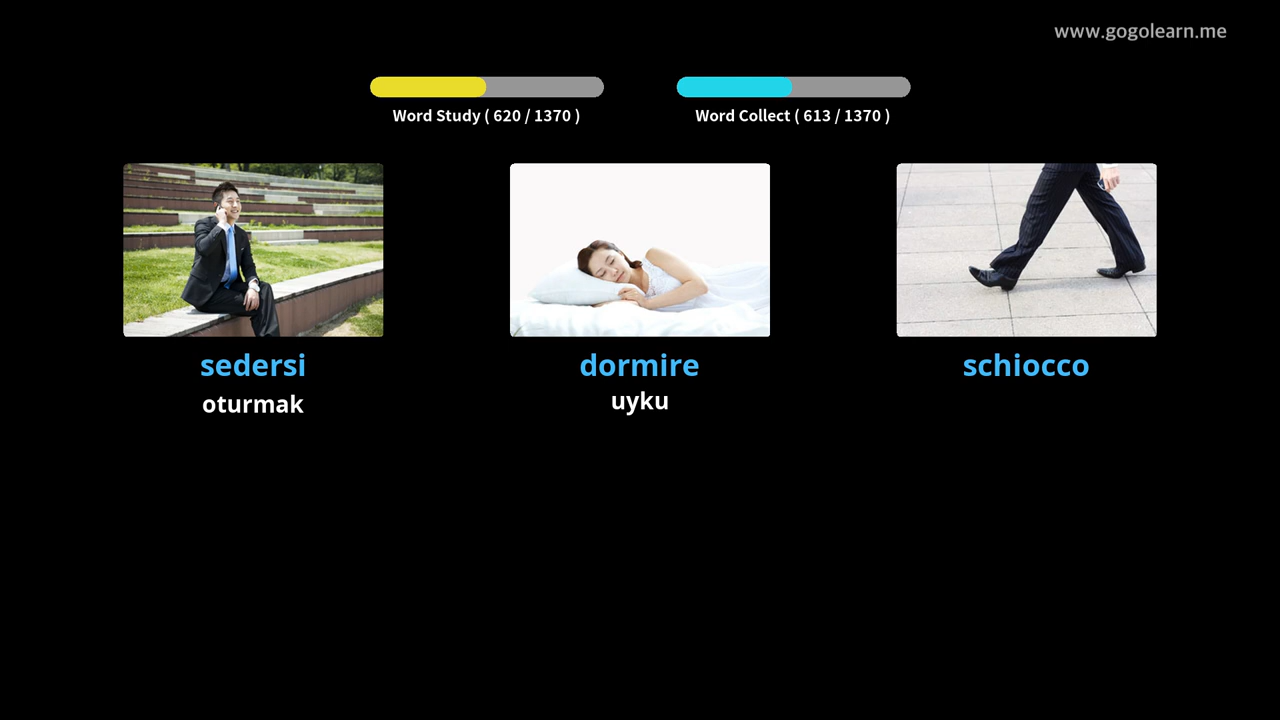 www.gogolearn.me
Word Study ( 620 / 1370 )
Word Collect ( 613 / 1370 )
sedersi
dormire
schiocco
oturmak
uyku